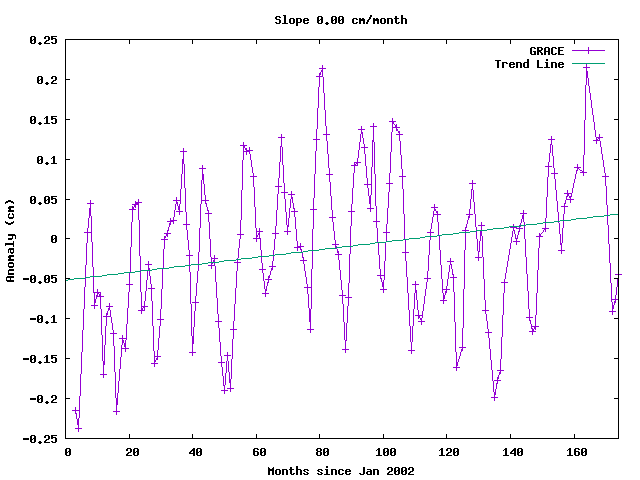 Slope 0.00 cm/month
GRACE
Trend Line
0.25
0.2
0.15
0.1
0.05
0
-0.05
-0.1
-0.15
-0.2
-0.25
Anomaly (cm)
0 20 40 60 80 100 120 140 160
Months since Jan 2002